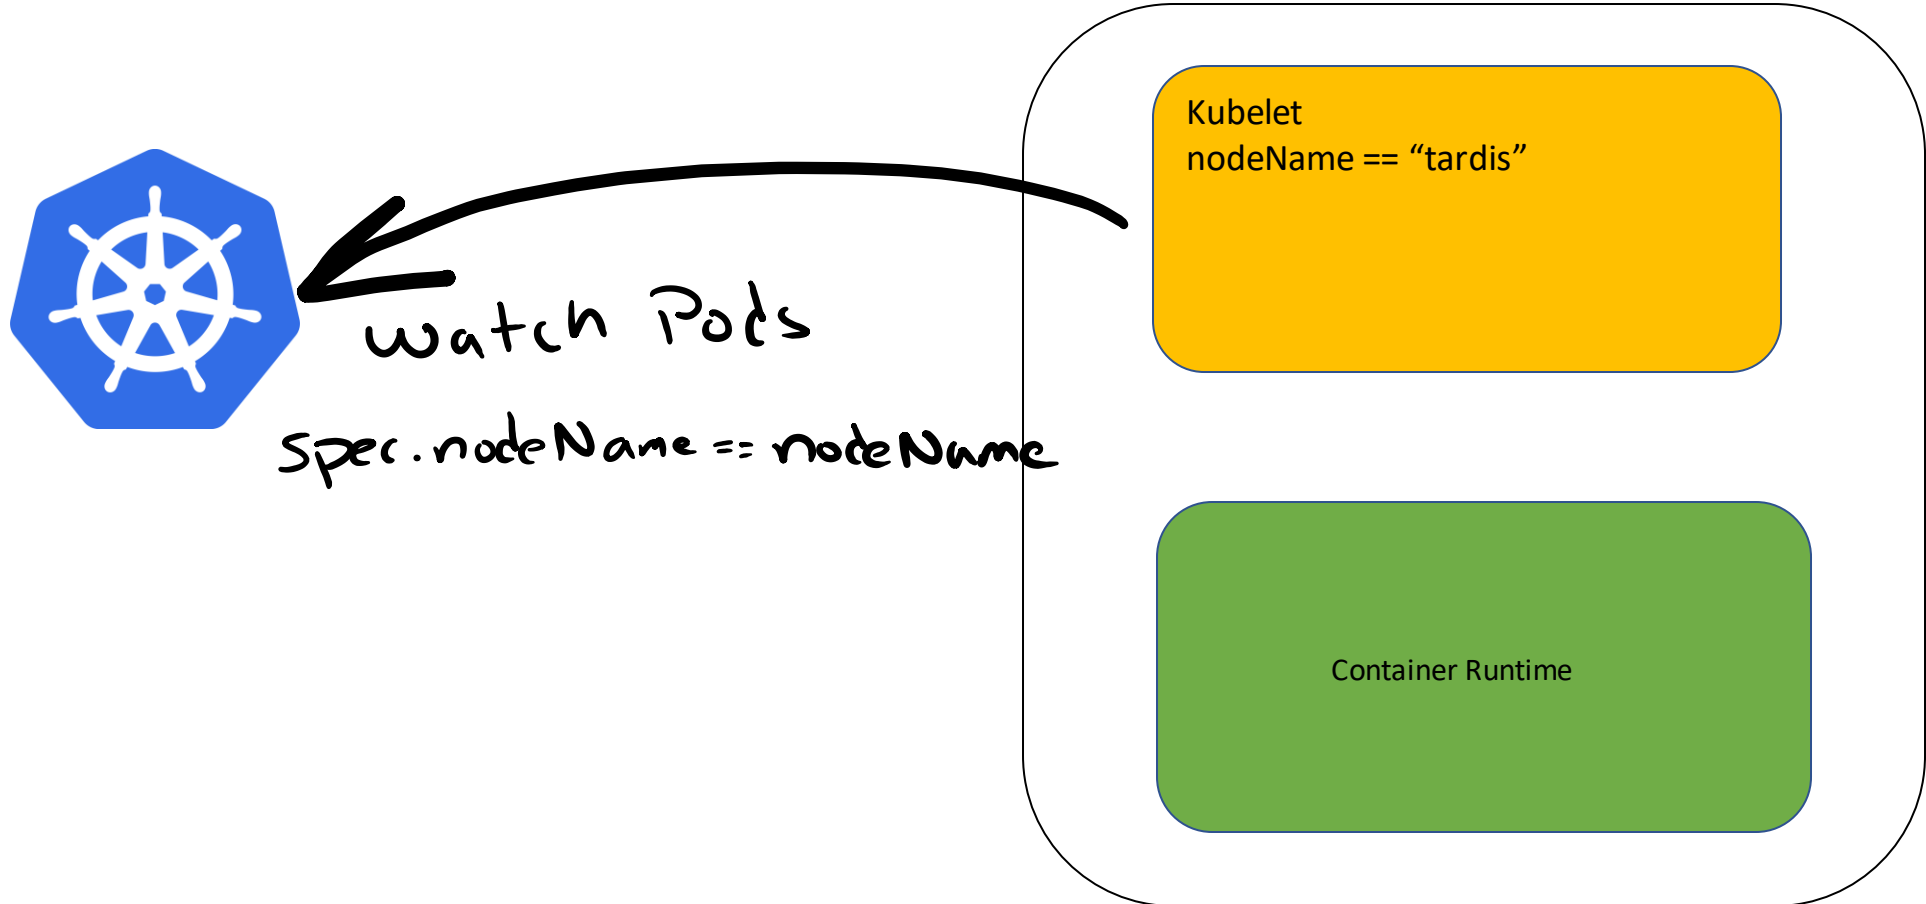 Kubelet
nodeName == “tardis”
watch Pods
spec.nodeName == nodeName
Container Runtime